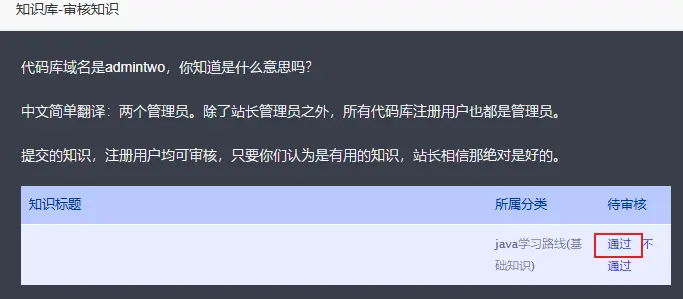 知识库-审核知识
代码库域名是admintwo，你知道是什么意思吗？
中文简单翻译：两个管理员。除了站长管理员之外，所有代码库注册用户也都是管理员。
提交的知识，注册用户均可审核，只要你们认为是有用的知识，站长相信那绝对是好的。
知识标题 所属分类 待审核
java学习路线(基 通过 不
础知识) 通过